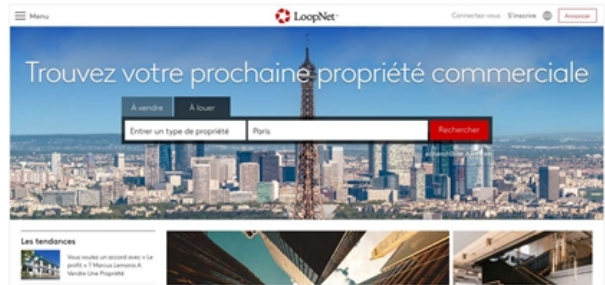 Menu
LoopNet
Connectez-vous
S'inscrire
Annoncer
Trouvez votre prochaine propriété commerciale
À vendre
À louer
Entrer un type de propriété
Paris
Rechercher
Les tendances
Vous voulez un accord avec « Le
profit » ? Marcus Lemonis A
Vendre Une Propriété